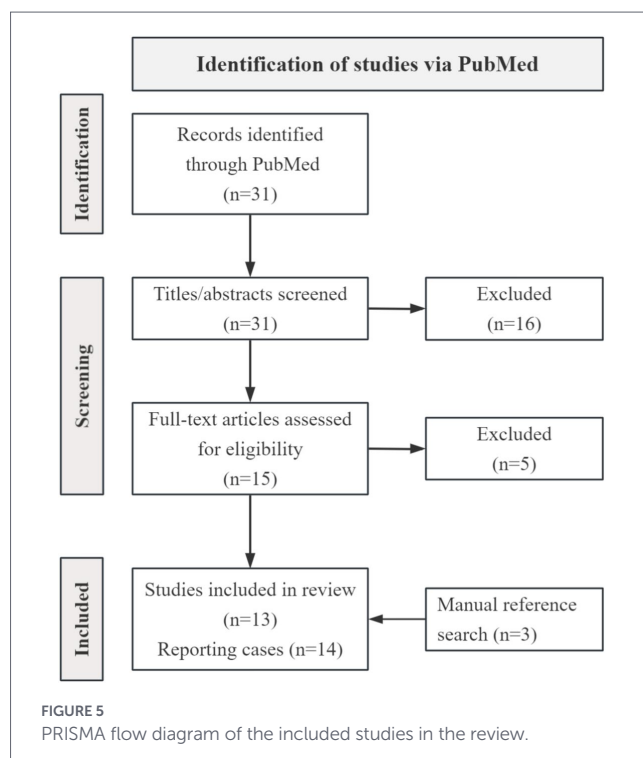 Identification of studies via PubMed
Identification
Records identified
through PubMed
(n=31)
Screening
Titles/abstracts screened
(n=31)
Excluded
(n=16)
Full-text articles assessed
for eligibility
(n=15)
Excluded
(n=5)
Included
Studies included in review
(n=13)
Reporting cases (n=14)
Manual reference
search (n=3)
FIGURE 5
PRISMA flow diagram of the included studies in the review.